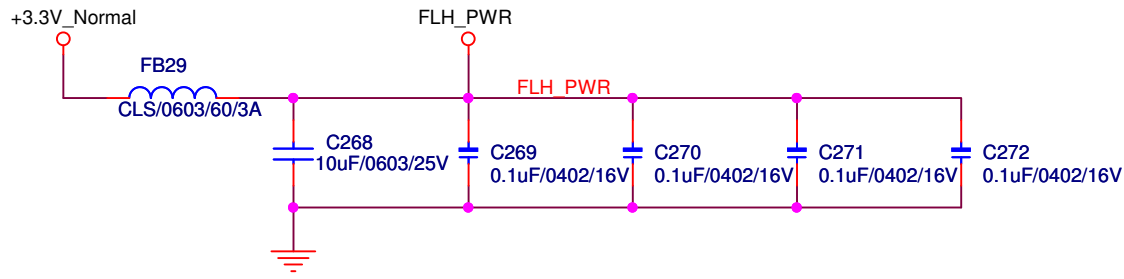 +3.3V_Normal
FLH_PWR
FB29
CLS/0603/60/3A
FLH_PWR
C268
10uF/0603/25V
C269
0.1uF/0402/16V
C270
0.1uF/0402/16V
C271
0.1uF/0402/16V
C272
0.1uF/0402/16V